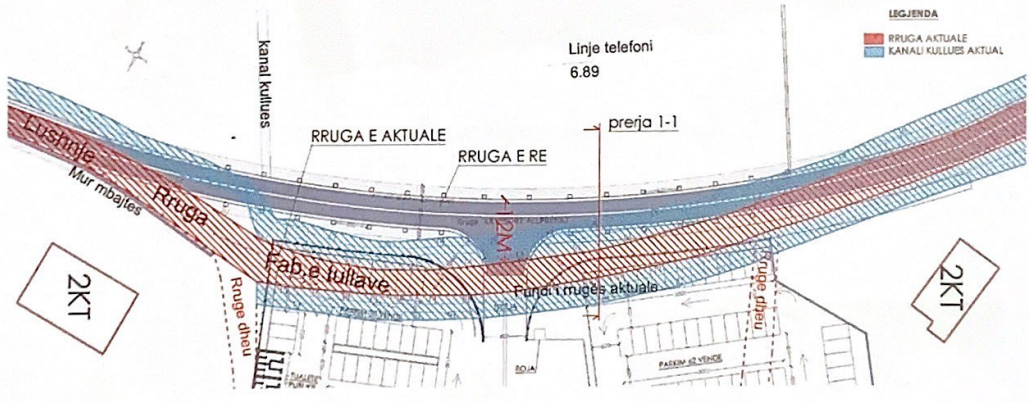 LEGJENDA
RRUGA AKTUALE
KANALI KULLUES AKTUAL
Linje telefoni
6.89
kanal kullues
prerja 1-1
RRUGA E AKTUALE
RRUGA E RE
Lushnje
Mur mbajtes
Rruga
12M
Fab.e tullave
Fundi i rruges aktuale
2KT
2KT
Rruge dheu
Rruge dheu
ROJA
PARKIM 62 VENDE